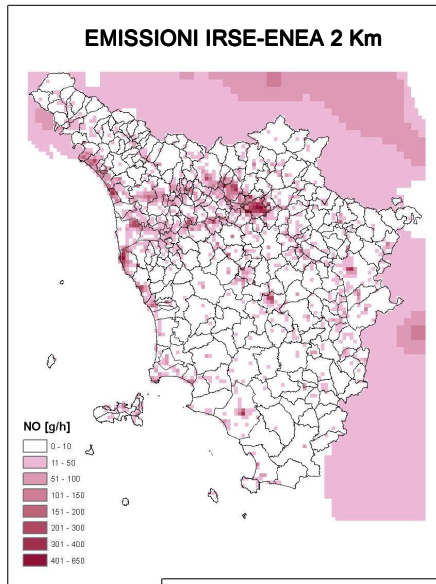 EMISSIONI IRSE-ENEA 2 Km
NO [g/h]
0 - 10
11 - 50
51 - 100
101 - 150
151 - 200
201 - 300
301 - 400
401 - 650